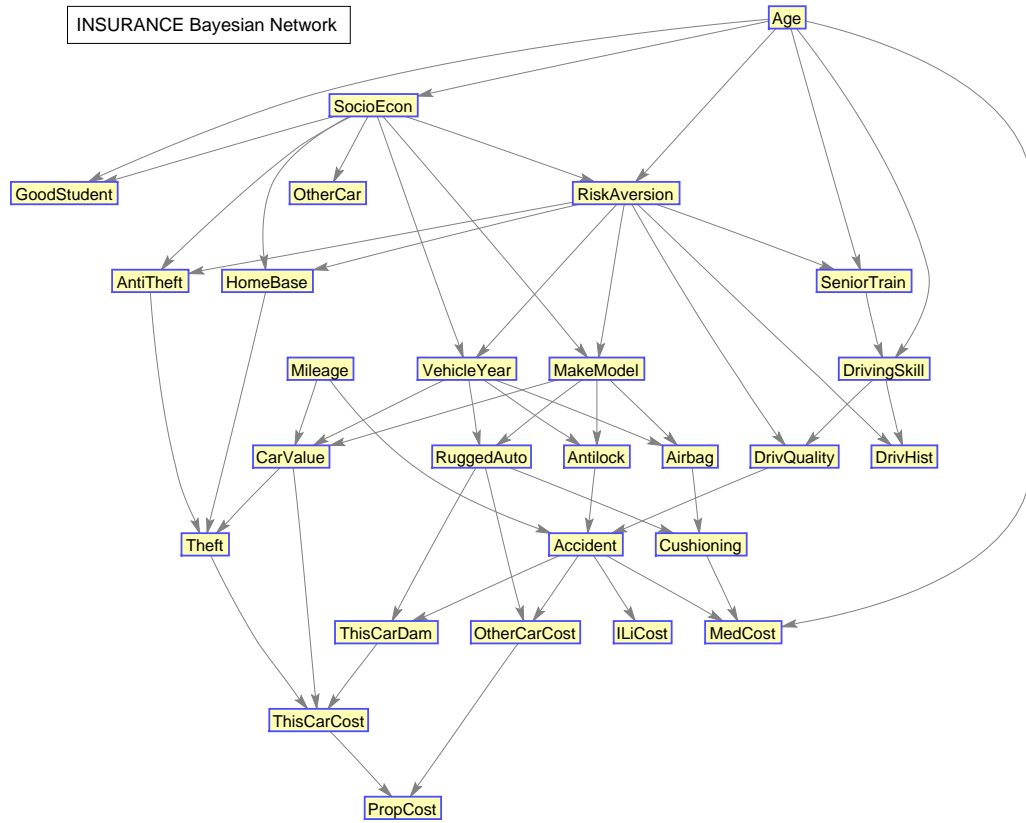 INSURANCE Bayesian Network
Age
SocioEcon
GoodStudent
OtherCar
RiskAversion
AntiTheft
HomeBase
SeniorTrain
Mileage
VehicleYear
MakeModel
DrivingSkill
CarValue
RuggedAuto
Antilock
Airbag
DrivQuality
DrivHist
Theft
Accident
Cushioning
ThisCarDam
OtherCarCost
ILiCost
MedCost
ThisCarCost
PropCost